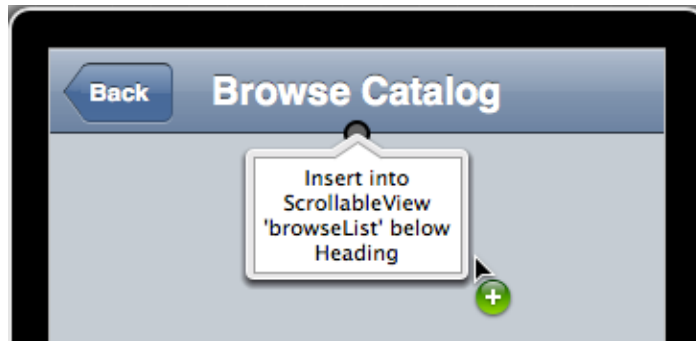 Back
Browse Catalog
Insert into
ScrollableView
'browseList' below
Heading